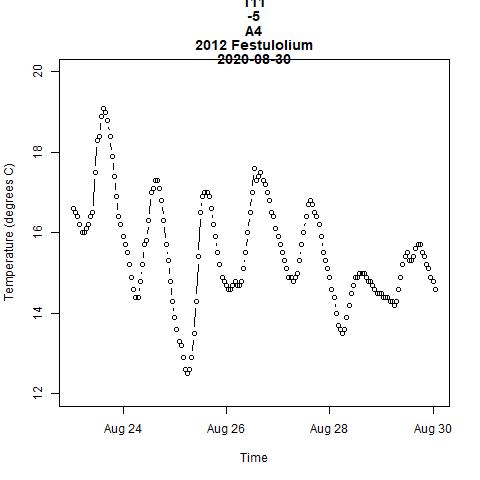 T11
-5
A4
2012 Festulolium
2020-08-30
Temperature (degrees C)
20
18
16
14
12
Aug 24 Aug 26 Aug 28 Aug 30
Time